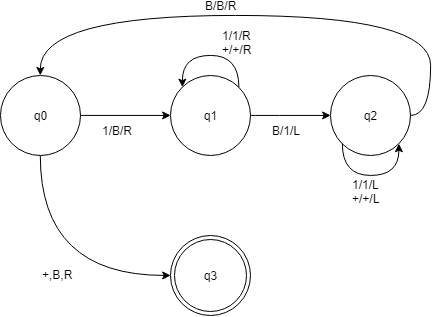 B/B/R
1/1/R
+/+/R
q0
q1
q2
1/B/R
B/1/L
1/1/L
+/+/L
+,B,R
q3